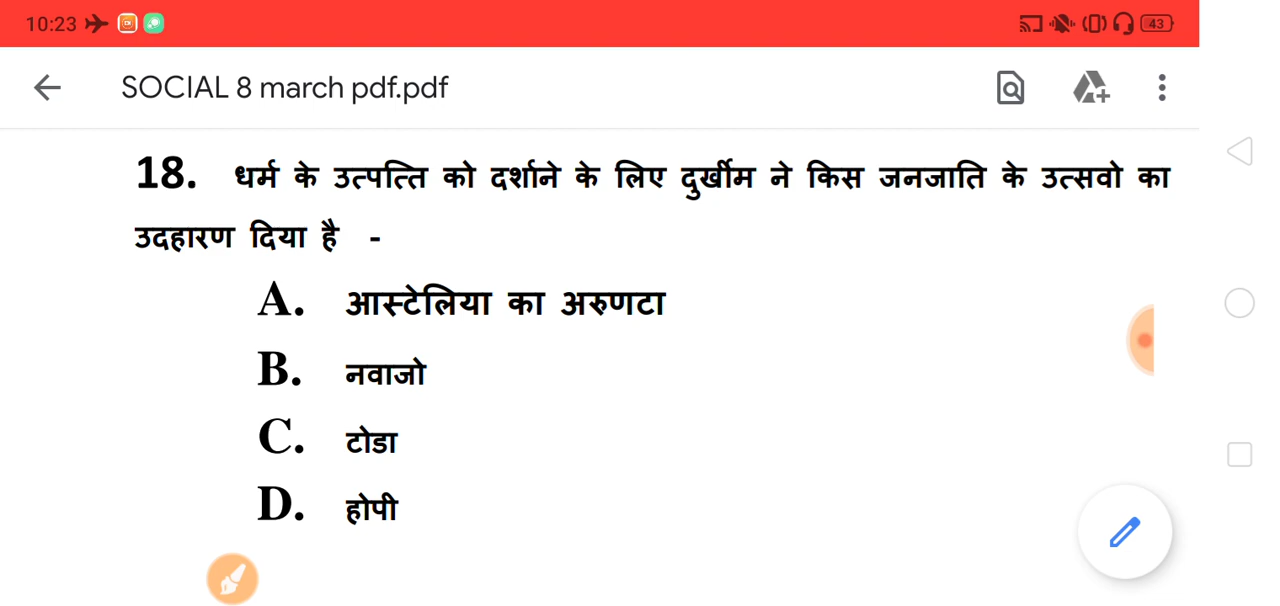 10:23 43
SOCIAL 8 march pdf.pdf
18. धर्म के उत्पत्ति को दर्शाने के लिए दुर्खीम ने किस जनजाति के उत्सवो का
उदहारण दिया है -
A. आस्टेलिया का अरुणटा
B. नवाजो
C. टोडा
D. होपी